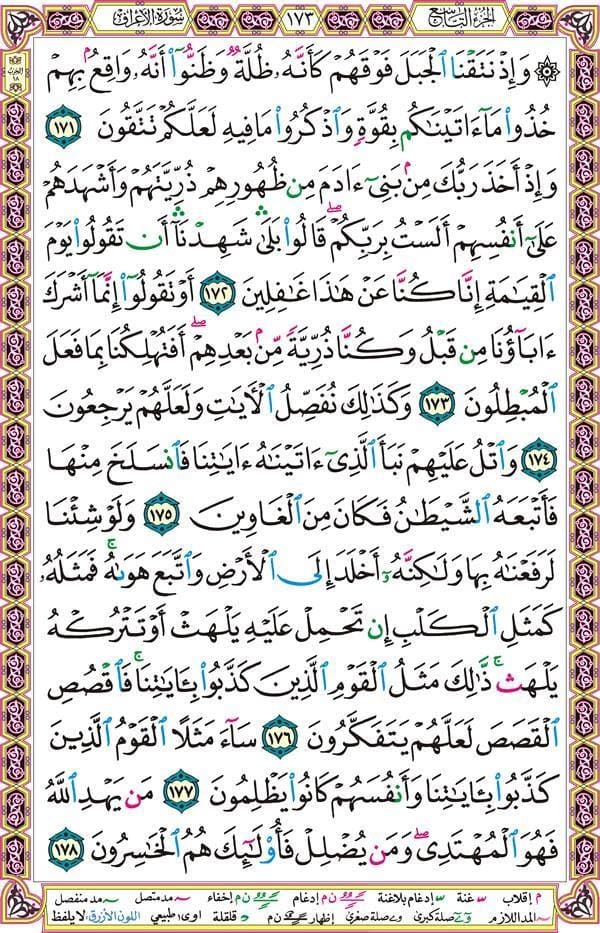 الجزء التاسع ١٧٣ سورة الأعراف
الحزب ١٨
۞ وَإِذْ نَتَقْنَا ٱلْجَبَلَ فَوْقَهُمْ كَأَنَّهُۥ ظُلَّةٌ وَظَنُّوٓا۟ أَنَّهُۥ وَاقِعٌۢ بِهِمْ
خُذُوا۟ مَآ ءَاتَيْنَـٰكُم بِقُوَّةٍ وَٱذْكُرُوا۟ مَا فِيهِ لَعَلَّكُمْ تَتَّقُونَ ١٧١
وَإِذْ أَخَذَ رَبُّكَ مِنۢ بَنِىٓ ءَادَمَ مِن ظُهُورِهِمْ ذُرِّيَّتَهُمْ وَأَشْهَدَهُمْ
عَلَىٰٓ أَنفُسِهِمْ أَلَسْتُ بِرَبِّكُمْ ۖ قَالُوا۟ بَلَىٰ ۛ شَهِدْنَآ ۛ أَن تَقُولُوا۟ يَوْمَ
ٱلْقِيَـٰمَةِ إِنَّا كُنَّا عَنْ هَـٰذَا غَـٰفِلِينَ ١٧٢ أَوْ تَقُولُوٓا۟ إِنَّمَآ أَشْرَكَ
ءَابَآؤُنَا مِن قَبْلُ وَكُنَّا ذُرِّيَّةً مِّنۢ بَعْدِهِمْ ۖ أَفَتُهْلِكُنَا بِمَا فَعَلَ
ٱلْمُبْطِلُونَ ١٧٣ وَكَذَٰلِكَ نُفَصِّلُ ٱلْـَٔايَـٰتِ وَلَعَلَّهُمْ يَرْجِعُونَ
١٧٤ وَٱتْلُ عَلَيْهِمْ نَبَأَ ٱلَّذِىٓ ءَاتَيْنَـٰهُ ءَايَـٰتِنَا فَٱنسَلَخَ مِنْهَا
فَأَتْبَعَهُ ٱلشَّيْطَـٰنُ فَكَانَ مِنَ ٱلْغَاوِينَ ١٧٥ وَلَوْ شِئْنَا
لَرَفَعْنَـٰهُ بِهَا وَلَـٰكِنَّهُۥٓ أَخْلَدَ إِلَى ٱلْأَرْضِ وَٱتَّبَعَ هَوَىٰهُ ۚ فَمَثَلُهُۥ
كَمَثَلِ ٱلْكَلْبِ إِن تَحْمِلْ عَلَيْهِ يَلْهَثْ أَوْ تَتْرُكْهُ
يَلْهَث ۚ ذَّٰلِكَ مَثَلُ ٱلْقَوْمِ ٱلَّذِينَ كَذَّبُوا۟ بِـَٔايَـٰتِنَا ۚ فَٱقْصُصِ
ٱلْقَصَصَ لَعَلَّهُمْ يَتَفَكَّرُونَ ١٧٦ سَآءَ مَثَلًا ٱلْقَوْمُ ٱلَّذِينَ
كَذَّبُوا۟ بِـَٔايَـٰتِنَا وَأَنفُسَهُمْ كَانُوا۟ يَظْلِمُونَ ١٧٧ مَن يَهْدِ ٱللَّهُ
فَهُوَ ٱلْمُهْتَدِى ۖ وَمَن يُضْلِلْ فَأُو۟لَـٰٓئِكَ هُمُ ٱلْخَـٰسِرُونَ ١٧٨
م إقلاب غنة إدغام بلاغنة ن م إدغام ن م إخفاء مد متصل مد منفصل
المد اللازم صلة كبرى صلة صغرى إظهار ن م قلقلة اوى طبيعي اللون الأزرق: لا يلفظ